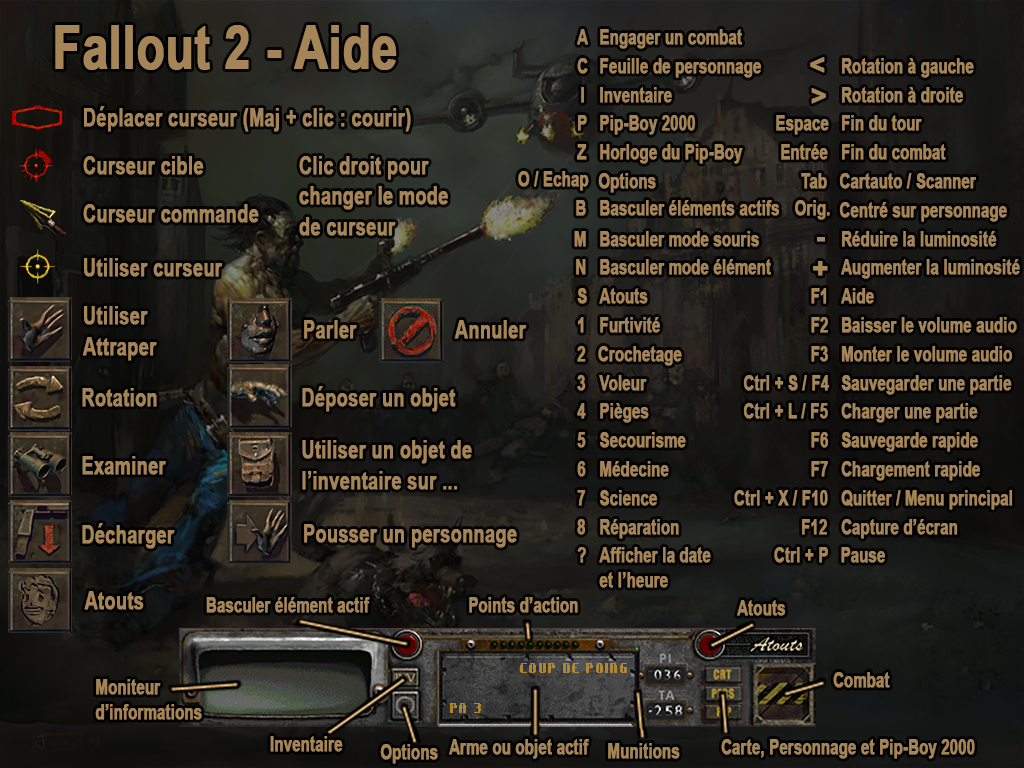 Fallout 2 - Aide
Déplacer curseur (Maj + clic : courir)
Curseur cible
Clic droit pour
changer le mode
de curseur
Curseur commande
Utiliser curseur
Utiliser
Attraper
Parler
Annuler
Rotation
Déposer un objet
Examiner
Utiliser un objet de
l'inventaire sur ...
Décharger
Pousser un personnage
Atouts
A Engager un combat
C Feuille de personnage
I Inventaire
P Pip-Boy 2000
Z Horloge du Pip-Boy
O / Echap Options
B Basculer éléments actifs
M Basculer mode souris
N Basculer mode élément
S Atouts
1 Furtivité
2 Crochetage
3 Voleur
4 Pièges
5 Secourisme
6 Médecine
7 Science
8 Réparation
? Afficher la date
et l'heure
< Rotation à gauche
> Rotation à droite
Espace Fin du tour
Entrée Fin du combat
Tab Cartauto / Scanner
Orig. Centré sur personnage
- Réduire la luminosité
+ Augmenter la luminosité
F1 Aide
F2 Baisser le volume audio
F3 Monter le volume audio
Ctrl + S / F4 Sauvegarder une partie
Ctrl + L / F5 Charger une partie
F6 Sauvegarde rapide
F7 Chargement rapide
Ctrl + X / F10 Quitter / Menu principal
F12 Capture d'écran
Ctrl + P Pause
Basculer élément actif
Points d'action
Atouts
Atouts
COUP DE POING
PA 3
PI
036
TA
-258
CRT
Moniteur
d'informations
Combat
Inventaire
Options
Arme ou objet actif
Munitions
Carte, Personnage et Pip-Boy 2000